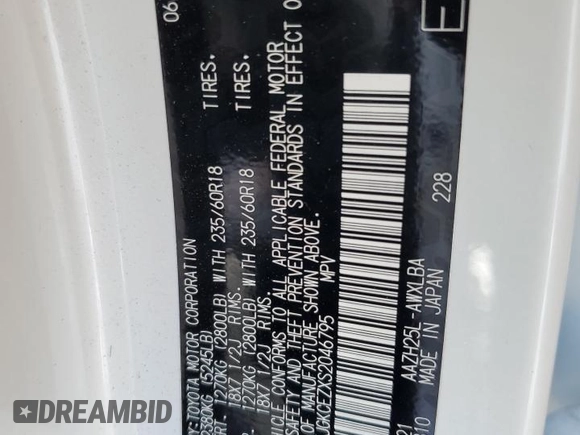 06
TOYOTA MOTOR CORPORATION
2380KG (5245LB)
1270KG (2800LB) WITH 235/60R18 TIRES.
18X7 1/2J RIMS.
1270KG (2800LB) WITH 235/60R18 TIRES.
18X7 1/2J RIMS.
CONFORMS TO ALL APPLICABLE FEDERAL MOTOR
SAFETY AND THEFT PREVENTION STANDARDS IN EFFECT O
OF MANUFACTURE SHOWN ABOVE.
GKCEZXS2046795 MPV
AAZH25L-AWXLBA 228
MADE IN JAPAN
DREAMBID